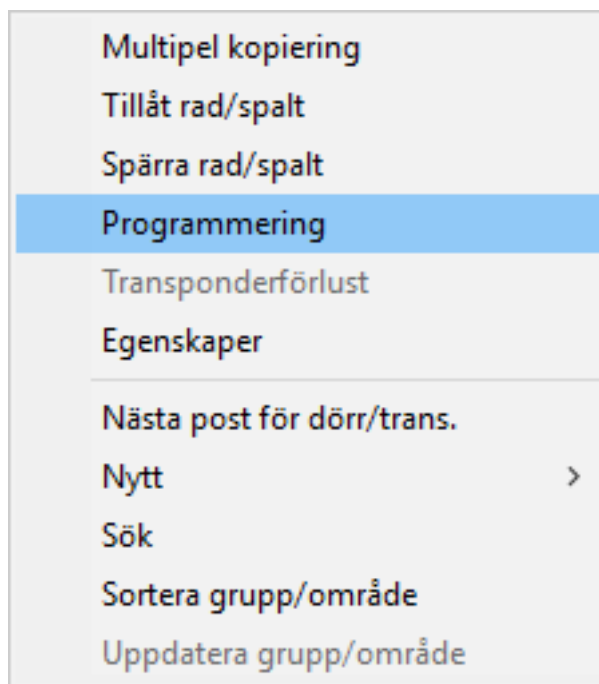 Multipel kopiering
Tillåt rad/spalt
Spärra rad/spalt
Programmering
Transponderförlust
Egenskaper
Nästa post för dörr/trans.
Nytt
Sök
Sortera grupp/område
Uppdatera grupp/område